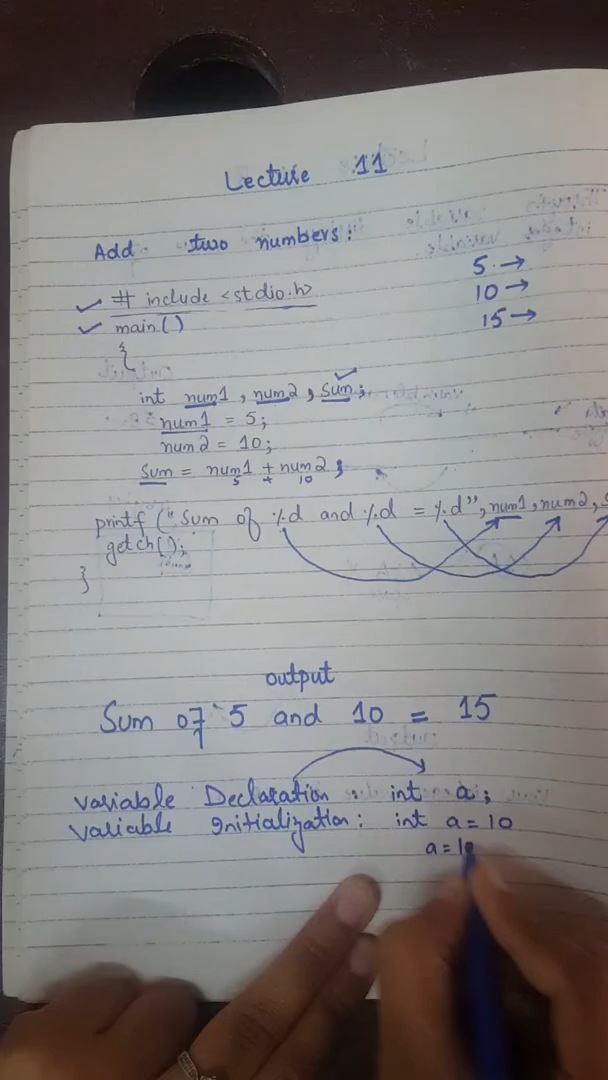 Lecture 11
Add two numbers:
5 →
10 →
15 →
# include <stdio.h>
main()
{
int num1, num2, sum;
num1 = 5;
num2 = 10;
Sum = num1 + num2;
5 + 10
printf ("Sum of %d and %d = %d", num1, num2, s
getch();
}
output
Sum of 5 and 10 = 15
variable Declaration : int a;
variable initialization: int a = 10
a = 10